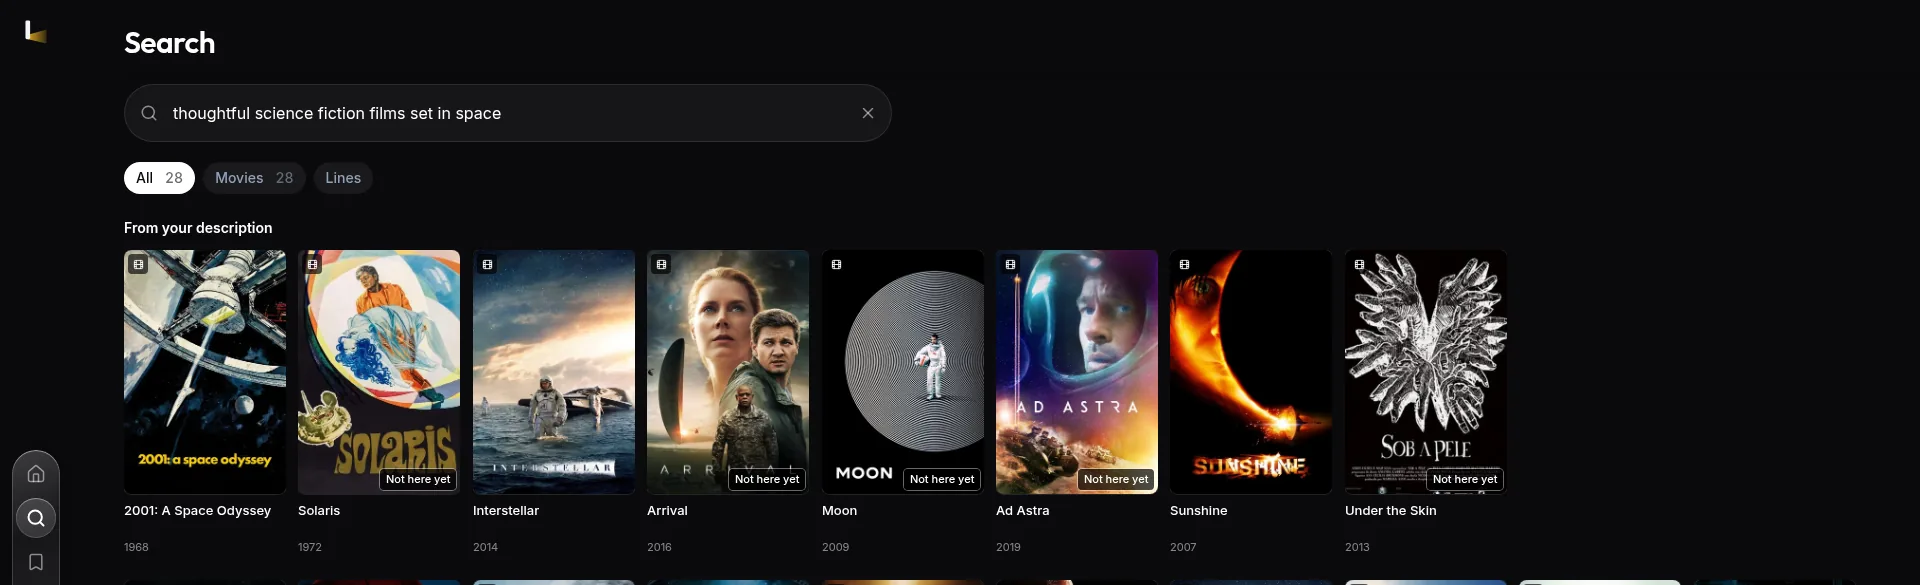 Search
thoughtful science fiction films set in space
All 28
Movies 28
Lines
From your description
2001: a space odyssey
SOLARIS
Not here yet
INTERSTELLAR
ARRIVAL
Not here yet
MOON
Not here yet
AD ASTRA
Not here yet
SUNSHINE
SOB A PELE
Not here yet
2001: A Space Odyssey
Solaris
Interstellar
Arrival
Moon
Ad Astra
Sunshine
Under the Skin
1968
1972
2014
2016
2009
2019
2007
2013